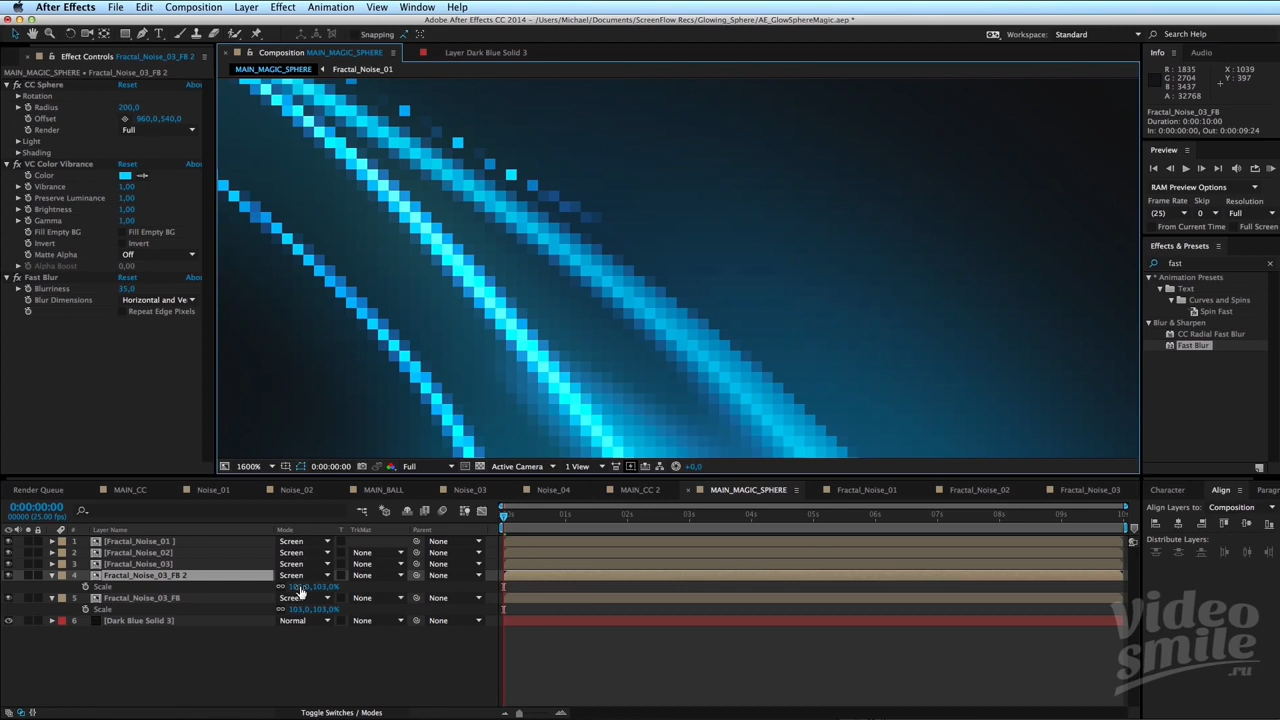 After Effects File Edit Composition Layer Effect Animation View Window Help
Adobe After Effects CC 2014 - /Users/Michael/Documents/ScreenFlow Recs/Glowing_Sphere/AE_GlowSphereMagic.aep *
Snapping Workspace: Standard Search Help
Effect Controls Fractal_Noise_03_FB 2
MAIN_MAGIC_SPHERE • Fractal_Noise_03_FB 2
CC Sphere Reset Abo
Rotation
Radius 200,0
Offset 960,0,540,0
Render Full
Light
Shading
VC Color Vibrance Reset Abo
Color
Vibrance 1,00
Preserve Luminance 1,00
Brightness 1,00
Gamma 1,00
Fill Empty BG Fill Empty BG
Invert Invert
Matte Alpha Off
Alpha Boost 0,00
Fast Blur Reset Abo
Blurriness 35,0
Blur Dimensions Horizontal and Ve
Repeat Edge Pixels
Composition MAIN_MAGIC_SPHERE Layer Dark Blue Solid 3
MAIN_MAGIC_SPHERE Fractal_Noise_01
1600% 0:00:00:00 Full Active Camera 1 View +0,0
Info Audio
R : 1835 X : 1039
G : 2704 Y : 397
B : 3437
A : 32768
Fractal_Noise_03_FB
Duration: 0:00:10:00
In: 0:00:00:00, Out: 0:00:09:24
Preview
RAM Preview Options
Frame Rate Skip Resolution
(25) 0 Full
From Current Time Full Screen
Effects & Presets
fast
* Animation Presets
Text
Curves and Spins
Spin Fast
Blur & Sharpen
CC Radial Fast Blur
Fast Blur
Render Queue MAIN_CC Noise_01 Noise_02 MAIN_BALL Noise_03 Noise_04 MAIN_CC 2 MAIN_MAGIC_SPHERE Fractal_Noise_01 Fractal_Noise_02 Fractal_Noise_03
0:00:00:00
00000 (25.00 fps)
# Layer Name Mode T TrkMat Parent
01s 02s 03s 04s 05s 06s 07s 08s 09s 10s
1 [Fractal_Noise_01 ] Screen None
2 [Fractal_Noise_02] Screen None None
3 [Fractal_Noise_03] Screen None None
4 Fractal_Noise_03_FB 2 Screen None None
Scale 103,0%
5 Fractal_Noise_03_FB None None
Scale 103,0,103,0%
6 [Dark Blue Solid 3] Normal None None
Toggle Switches / Modes
Character Align Paragr
Align Layers to: Composition
Distribute Layers:
video
smile
.ru